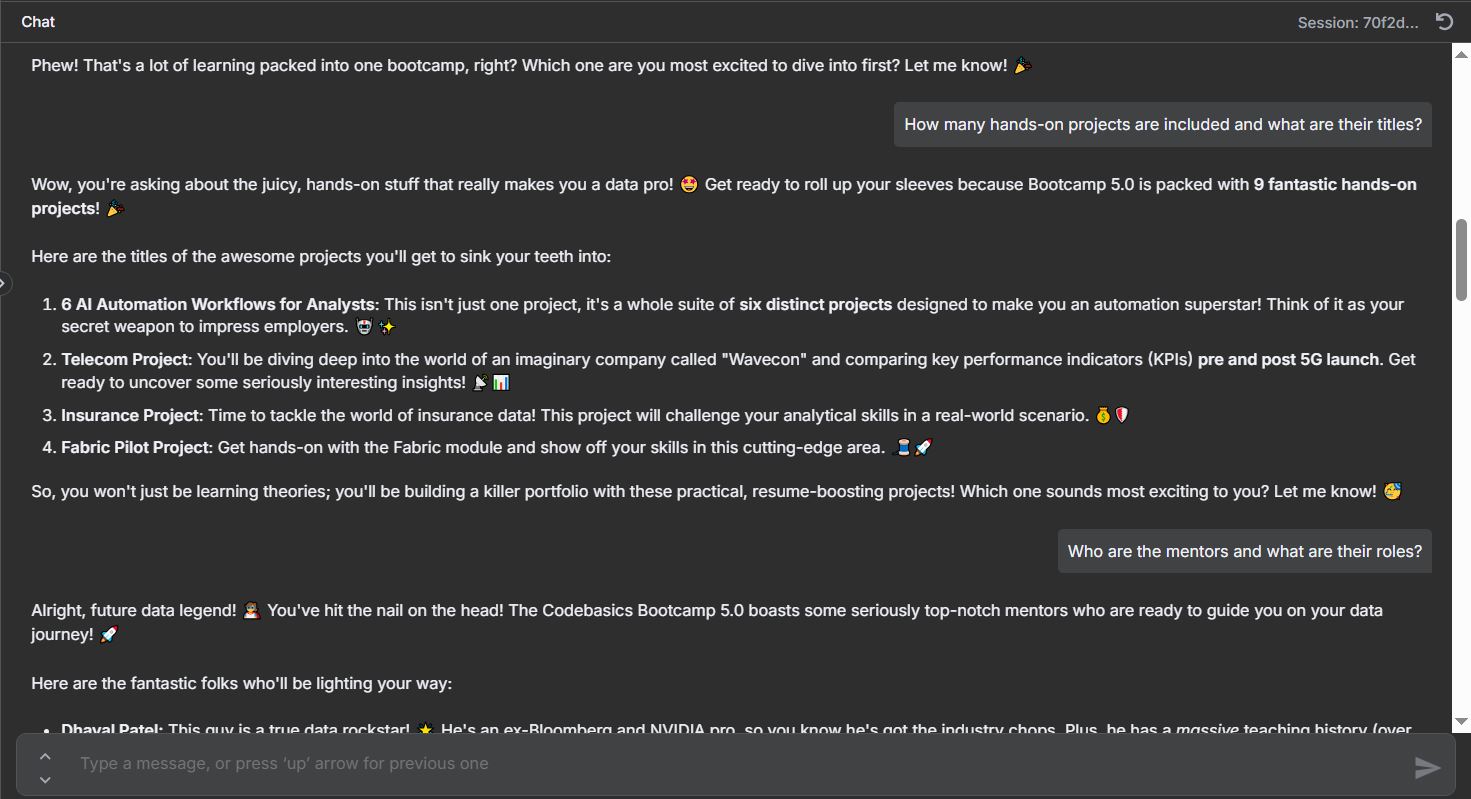 Chat
Session: 70f2d...
Phew! That's a lot of learning packed into one bootcamp, right? Which one are you most excited to dive into first? Let me know! 🎉
How many hands-on projects are included and what are their titles?
Wow, you're asking about the juicy, hands-on stuff that really makes you a data pro! 🤩 Get ready to roll up your sleeves because Bootcamp 5.0 is packed with 9 fantastic hands-on
projects! 🎉
Here are the titles of the awesome projects you'll get to sink your teeth into:
1. 6 AI Automation Workflows for Analysts: This isn't just one project, it's a whole suite of six distinct projects designed to make you an automation superstar! Think of it as your
secret weapon to impress employers. 🤖✨
2. Telecom Project: You'll be diving deep into the world of an imaginary company called "Wavecon" and comparing key performance indicators (KPIs) pre and post 5G launch. Get
ready to uncover some seriously interesting insights! 📡📊
3. Insurance Project: Time to tackle the world of insurance data! This project will challenge your analytical skills in a real-world scenario. 💰🛡️
4. Fabric Pilot Project: Get hands-on with the Fabric module and show off your skills in this cutting-edge area. 🧵🚀
So, you won't just be learning theories; you'll be building a killer portfolio with these practical, resume-boosting projects! Which one sounds most exciting to you? Let me know! 🥳
Who are the mentors and what are their roles?
Alright, future data legend! 👩‍🏫 You've hit the nail on the head! The Codebasics Bootcamp 5.0 boasts some seriously top-notch mentors who are ready to guide you on your data
journey! 🚀
Here are the fantastic folks who'll be lighting your way:
• Dhaval Patel: This guy is a true data rockstar! 🌟 He's an ex-Bloomberg and NVIDIA pro, so you know he's got the industry chops. Plus, he has a massive teaching history (over
Type a message, or press ‘up’ arrow for previous one